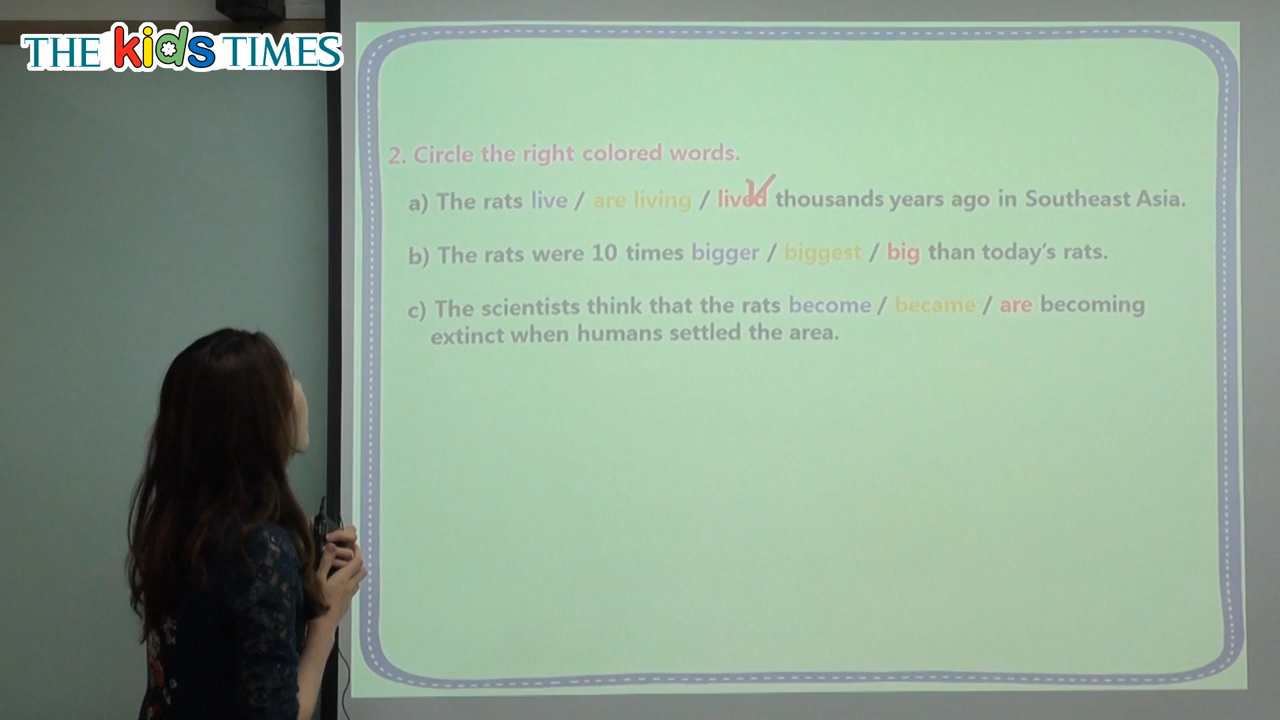 THE kids TIMES
2. Circle the right colored words.
a) The rats live / are living / lived thousands years ago in Southeast Asia.
b) The rats were 10 times bigger / biggest / big than today's rats.
c) The scientists think that the rats become / became / are becoming
extinct when humans settled the area.